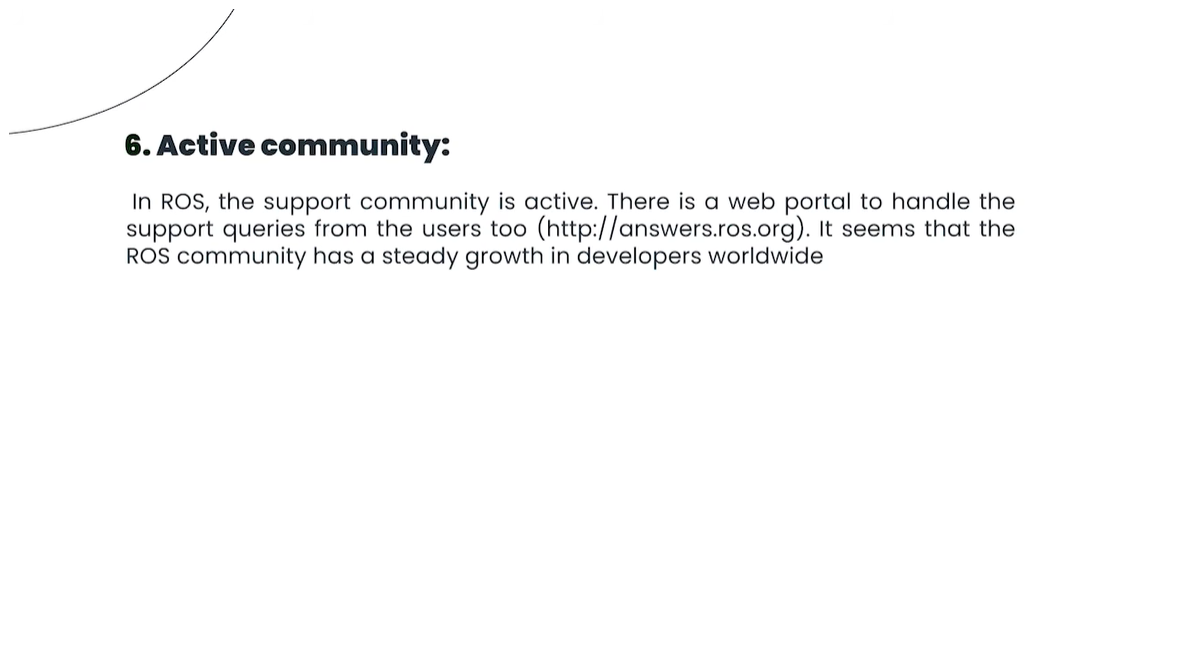 6. Active community:
In ROS, the support community is active. There is a web portal to handle the
support queries from the users too (http://answers.ros.org). It seems that the
ROS community has a steady growth in developers worldwide